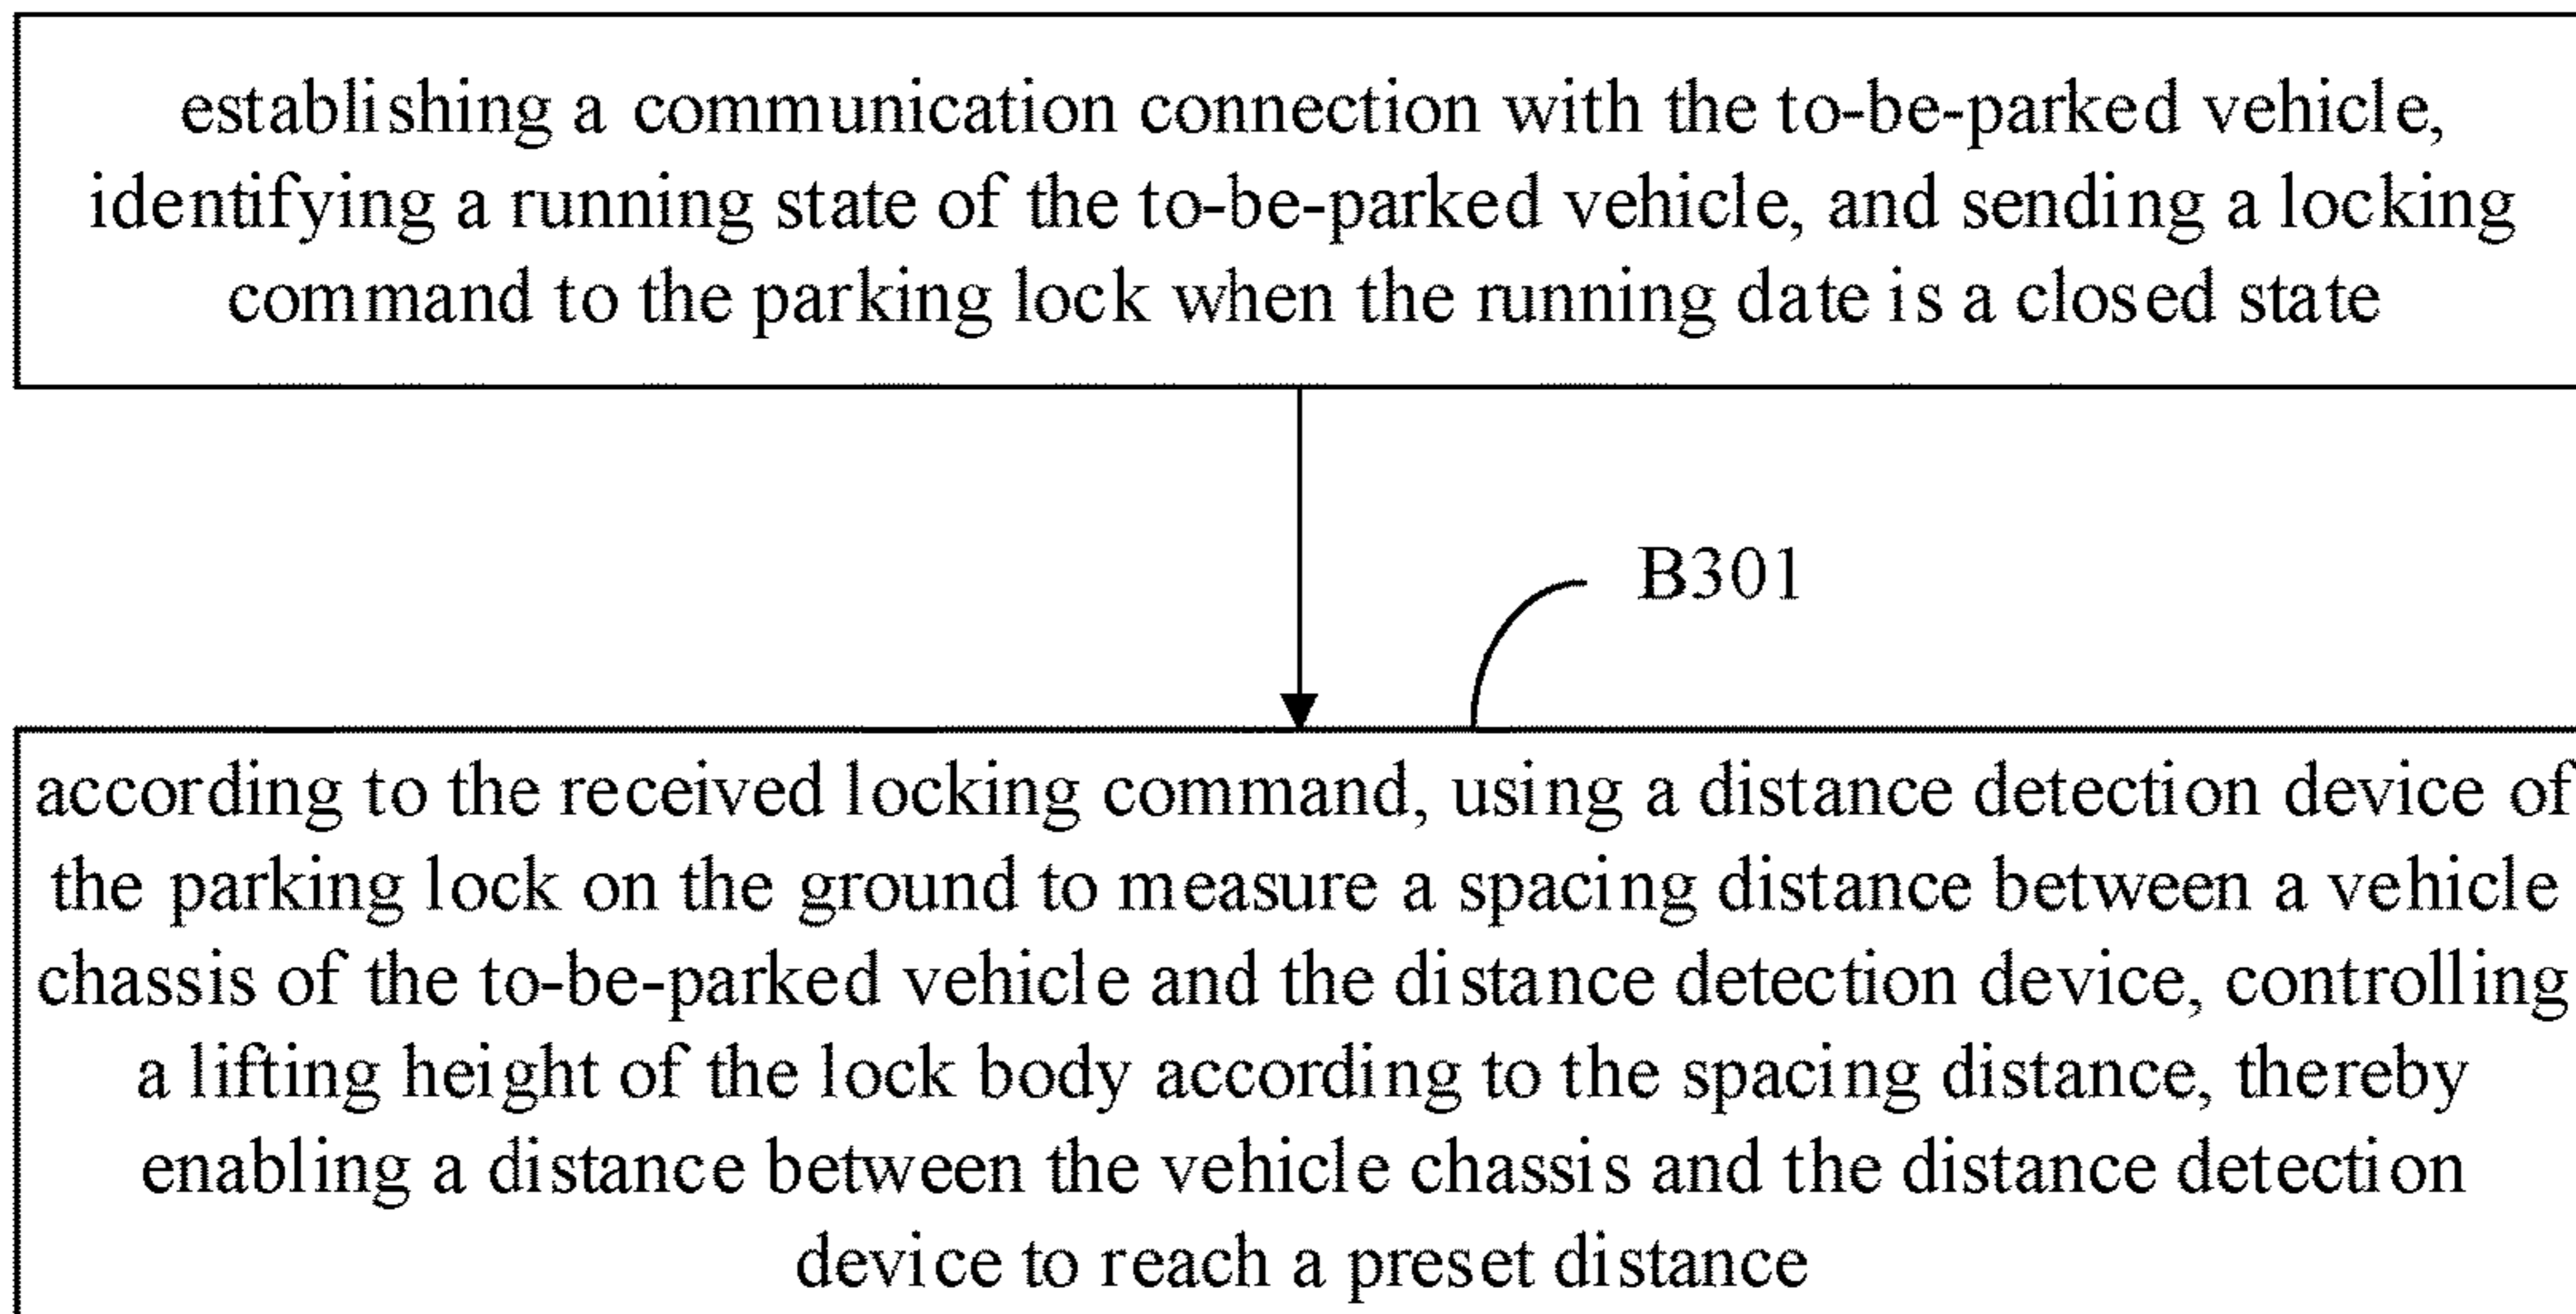 establishing a communication connection with the to-be-parked vehicle,
identifying a running state of the to-be-parked vehicle, and sending a locking
command to the parking lock when the running date is a closed state
B301
according to the received locking command, using a distance detection device of
the parking lock on the ground to measure a spacing distance between a vehicle
chassis of the to-be-parked vehicle and the distance detection device, controlling
a lifting height of the lock body according to the spacing distance, thereby
enabling a distance between the vehicle chassis and the distance detection
device to reach a preset distance